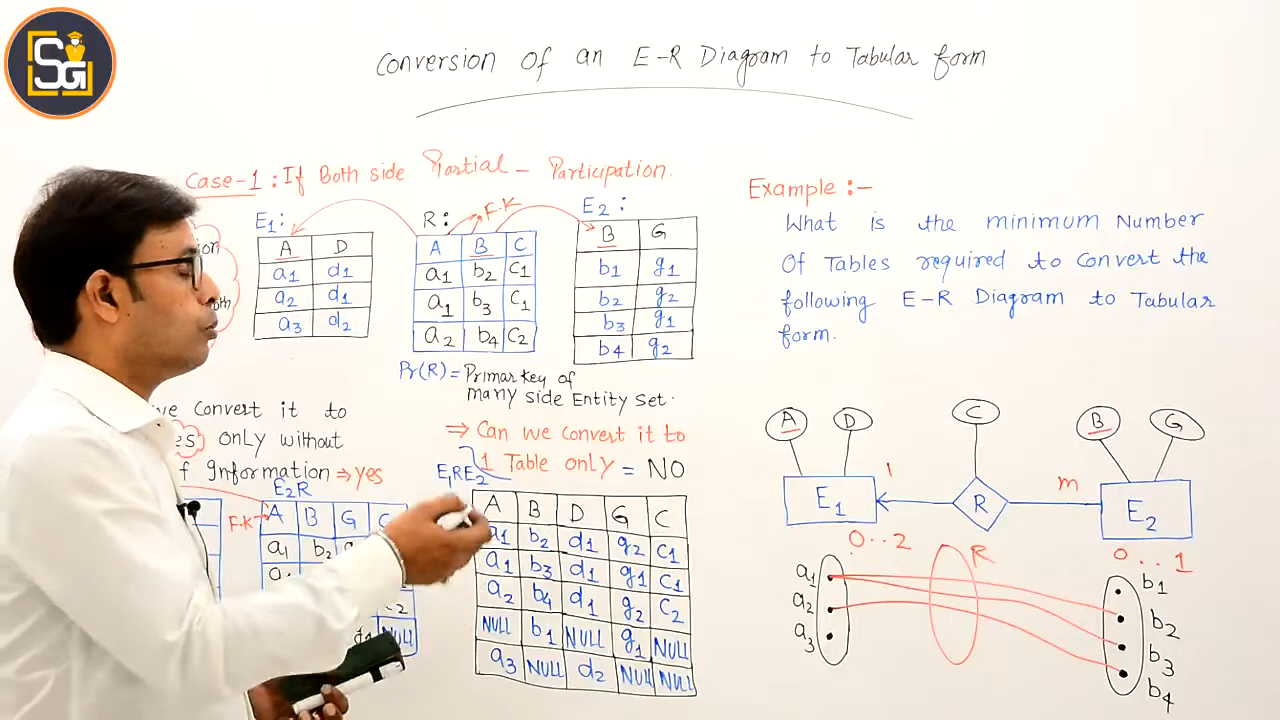 SG
Conversion of an E-R Diagram to Tabular form
Case-1 : If Both side Partial - Participation.
E1:
A D
a1 d1
a2 d1
a3 d2
R:
F.K
A B C
a1 b2 C1
a1 b3 C1
a2 b4 C2
E2:
B G
b1 g1
b2 g2
b3 g1
b4 g2
Pr(R) = Primarkey of
many side Entity Set.
we Convert it to
only without
f Information ⇒ yes
E2R
F.K
A B G C
a1 b2
NULL
⇒ Can we Convert it to
1 Table only = NO
E1RE2
A B D G C
a1 b2 d1 g2 C1
a1 b3 d1 g1 C1
a2 b4 d1 g2 C2
NULL b1 NULL g1 NULL
a3 NULL d2 NULL NULL
Example :-
What is the minimum Number
Of Tables required to Convert the
following E-R Diagram to Tabular
form.
A D C B G
E1 1 R m E2
0..2 0...1
R
a1
a2
a3
b1
b2
b3
b4